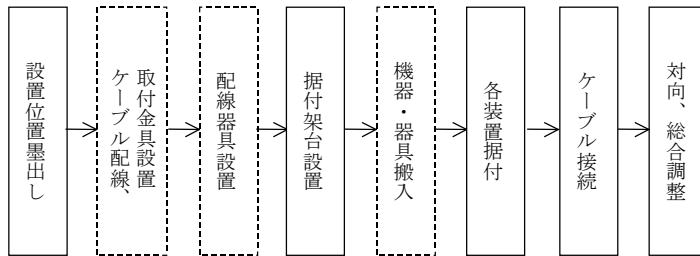 設置位置墨出し
取付金具設置
ケーブル配線、
配線器具設置
据付架台設置
機器・器具搬入
各装置据付
ケーブル接続
対向、総合調整